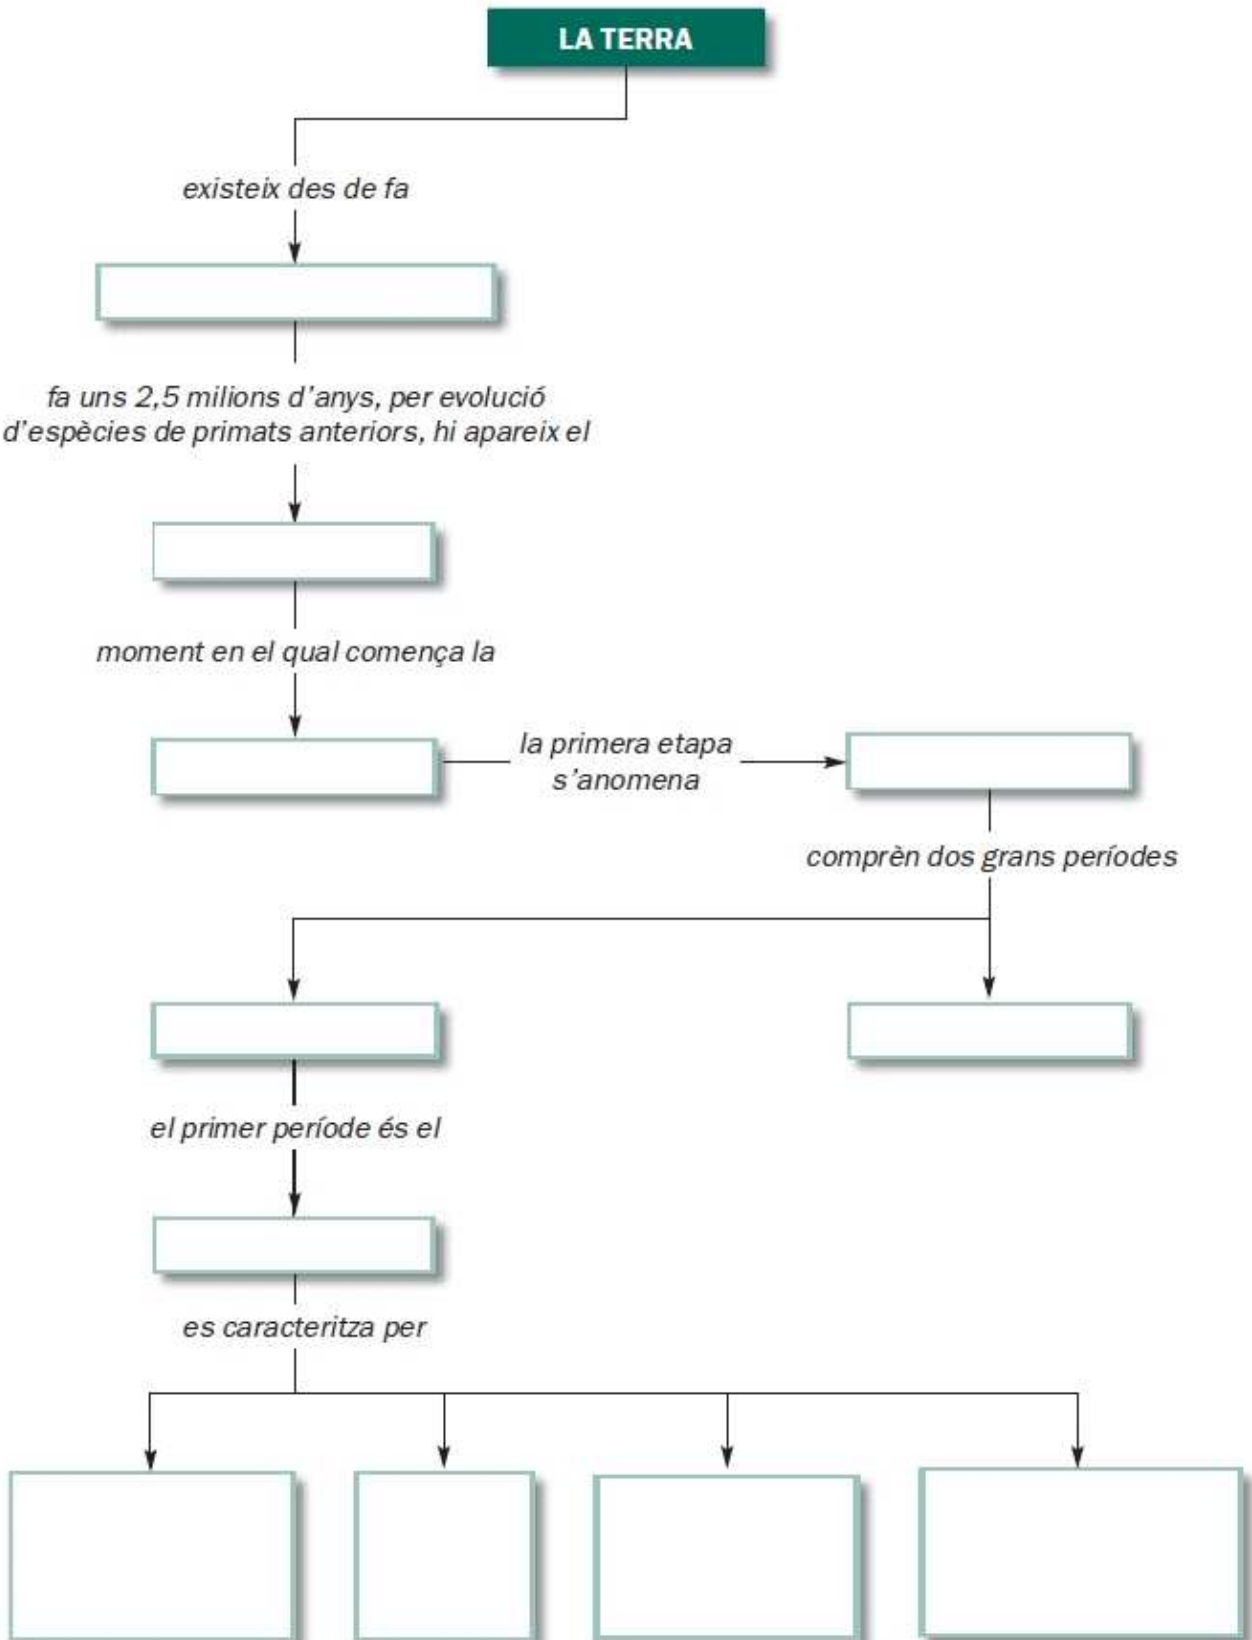 LA TERRA
existeix des de fa
fa uns 2,5 milions d'anys, per evolució
d'espècies de primats anteriors, hi apareix el
moment en el qual comença la
la primera etapa
s'anomena
comprèn dos grans períodes
el primer període és el
es caracteritza per